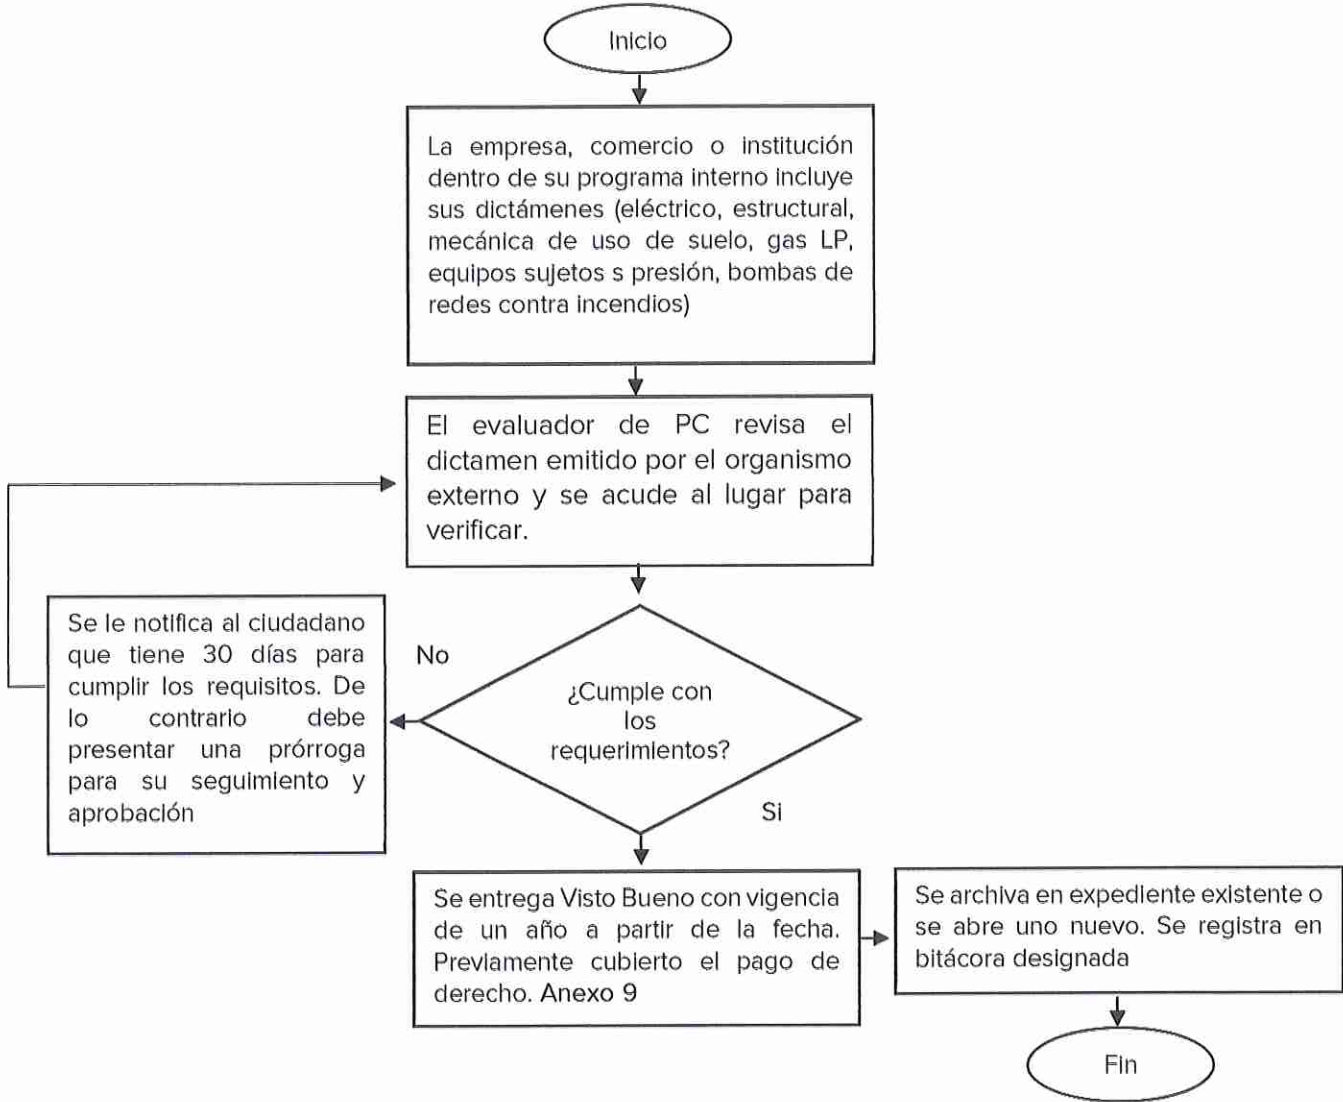 Inicio
La empresa, comercio o institución
dentro de su programa interno incluye
sus dictámenes (eléctrico, estructural,
mecánica de uso de suelo, gas LP,
equipos sujetos s presión, bombas de
redes contra incendios)
El evaluador de PC revisa el
dictamen emitido por el organismo
externo y se acude al lugar para
verificar.
Se le notifica al ciudadano
que tiene 30 días para
cumplir los requisitos. De
lo contrario debe
presentar una prórroga
para su seguimiento y
aprobación
No
¿Cumple con
los
requerimientos?
Si
Se entrega Visto Bueno con vigencia
de un año a partir de la fecha.
Previamente cubierto el pago de
derecho. Anexo 9
Se archiva en expediente existente o
se abre uno nuevo. Se registra en
bitácora designada
Fin